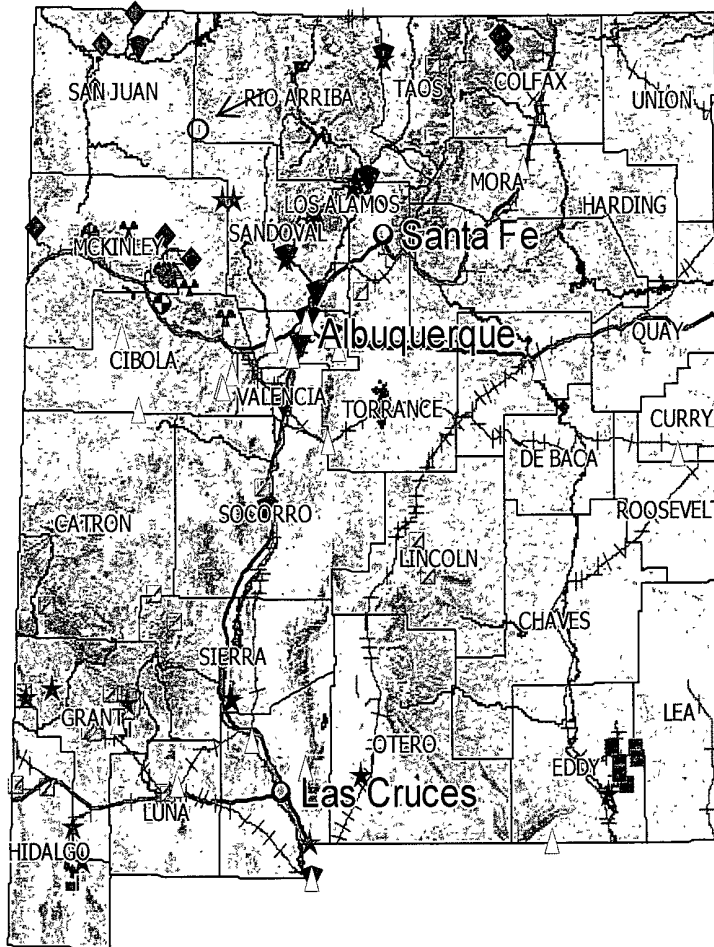 SAN JUAN
RIO ARRIBA
TAOS
COLFAX
UNION
MORA
LOS ALAMOS
HARDING
MCKINLEY
SANDOVAL
Santa Fe
Albuquerque
QUAY
CIBOLA
VALENCIA
TORRANCE
CURRY
DE BACA
SOCORRO
ROOSEVELT
CATRON
LINCOLN
CHAVES
SIERRA
GRANT
LEA
OTERO
EDDY
Las Cruces
LUNA
HIDALGO